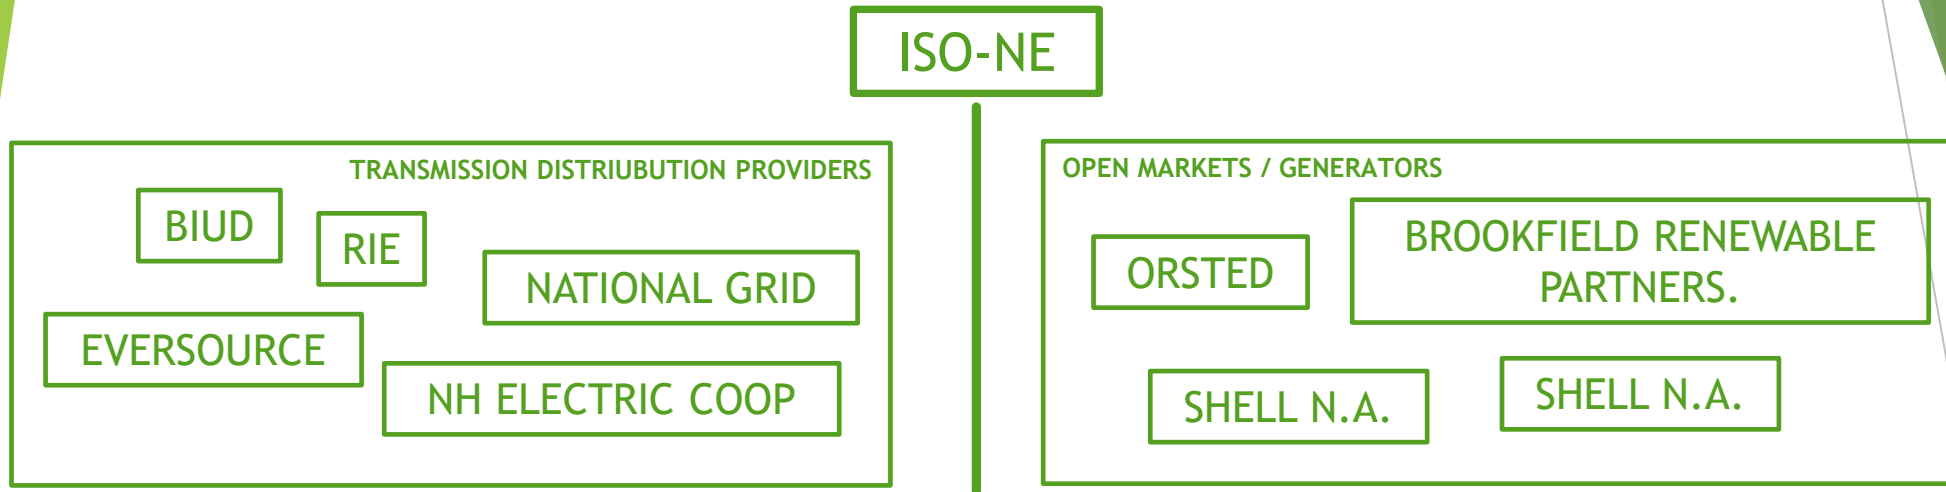 ISO-NE
TRANSMISSION DISTRIUBUTION PROVIDERS
BIUD
RIE
NATIONAL GRID
EVERSOURCE
NH ELECTRIC COOP
OPEN MARKETS / GENERATORS
ORSTED
BROOKFIELD RENEWABLE
PARTNERS.
SHELL N.A.
SHELL N.A.